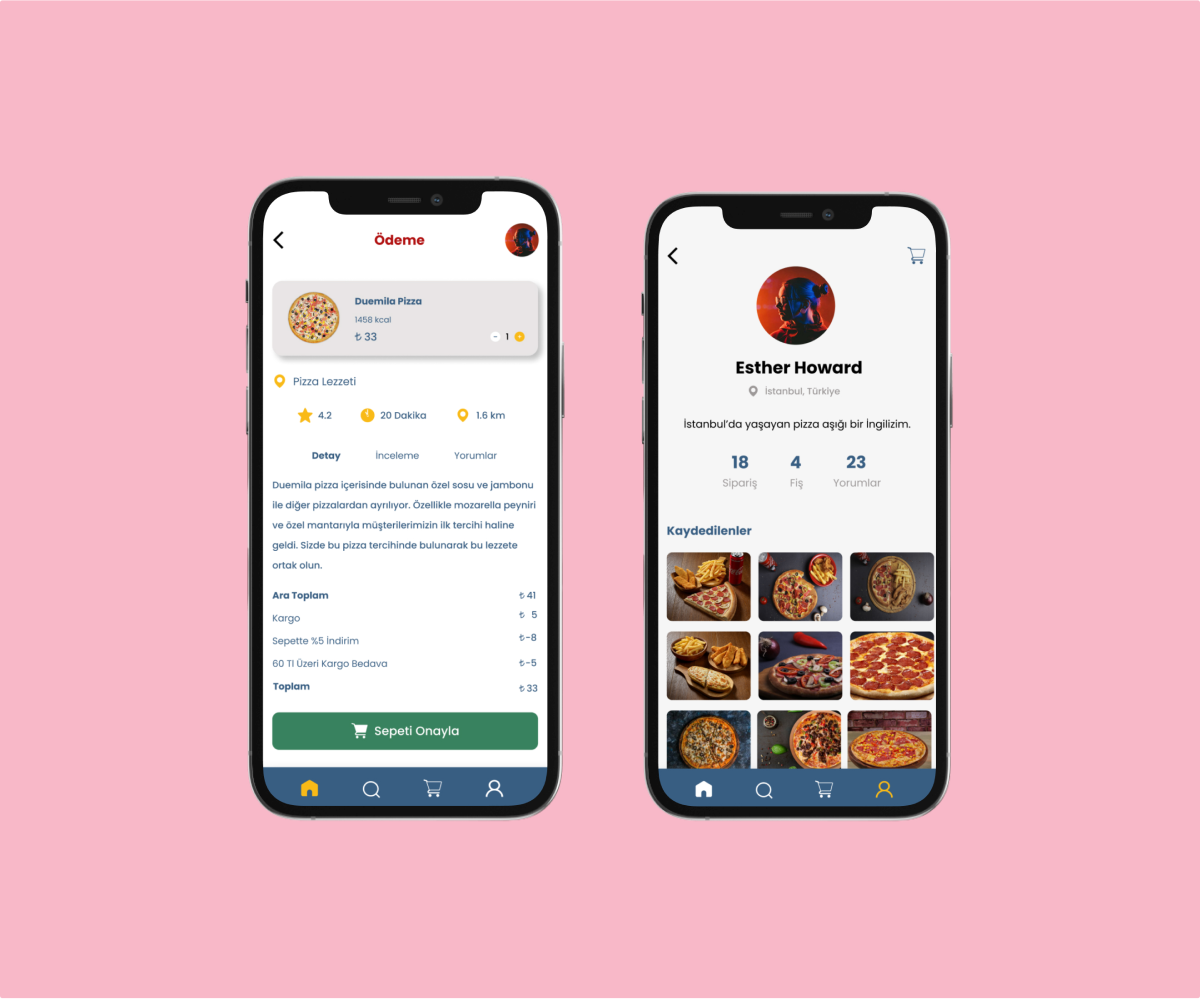 Ödeme
Duemila Pizza
1458 kcal
₺ 33
- 1 +
Pizza Lezzeti
4.2
20 Dakika
1.6 km
Detay
İnceleme
Yorumlar
Duemila pizza içerisinde bulunan özel sosu ve jambonu
ile diğer pizzalardan ayrılıyor. Özellikle mozarella peyniri
ve özel mantarıyla müşterilerimizin ilk tercihi haline
geldi. Sizde bu pizza tercihinde bulunarak bu lezzete
ortak olun.
Ara Toplam ₺ 41
Kargo ₺ 5
Sepette %5 İndirim ₺-8
60 Tl Üzeri Kargo Bedava ₺-5
Toplam ₺ 33
Sepeti Onayla
Esther Howard
İstanbul, Türkiye
İstanbul’da yaşayan pizza aşığı bir İngilizim.
18 4 23
Sipariş Fiş Yorumlar
Kaydedilenler